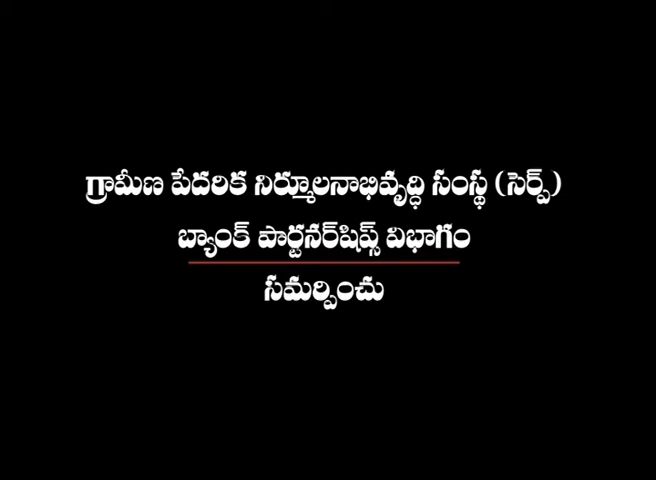 గ్రామీణ పేదరిక నిర్మూలనాభివృద్ధి సంస్థ (సెర్ప్)
బ్యాంక్ పార్టనర్‌షిప్స్ విభాగం
సమర్పించు